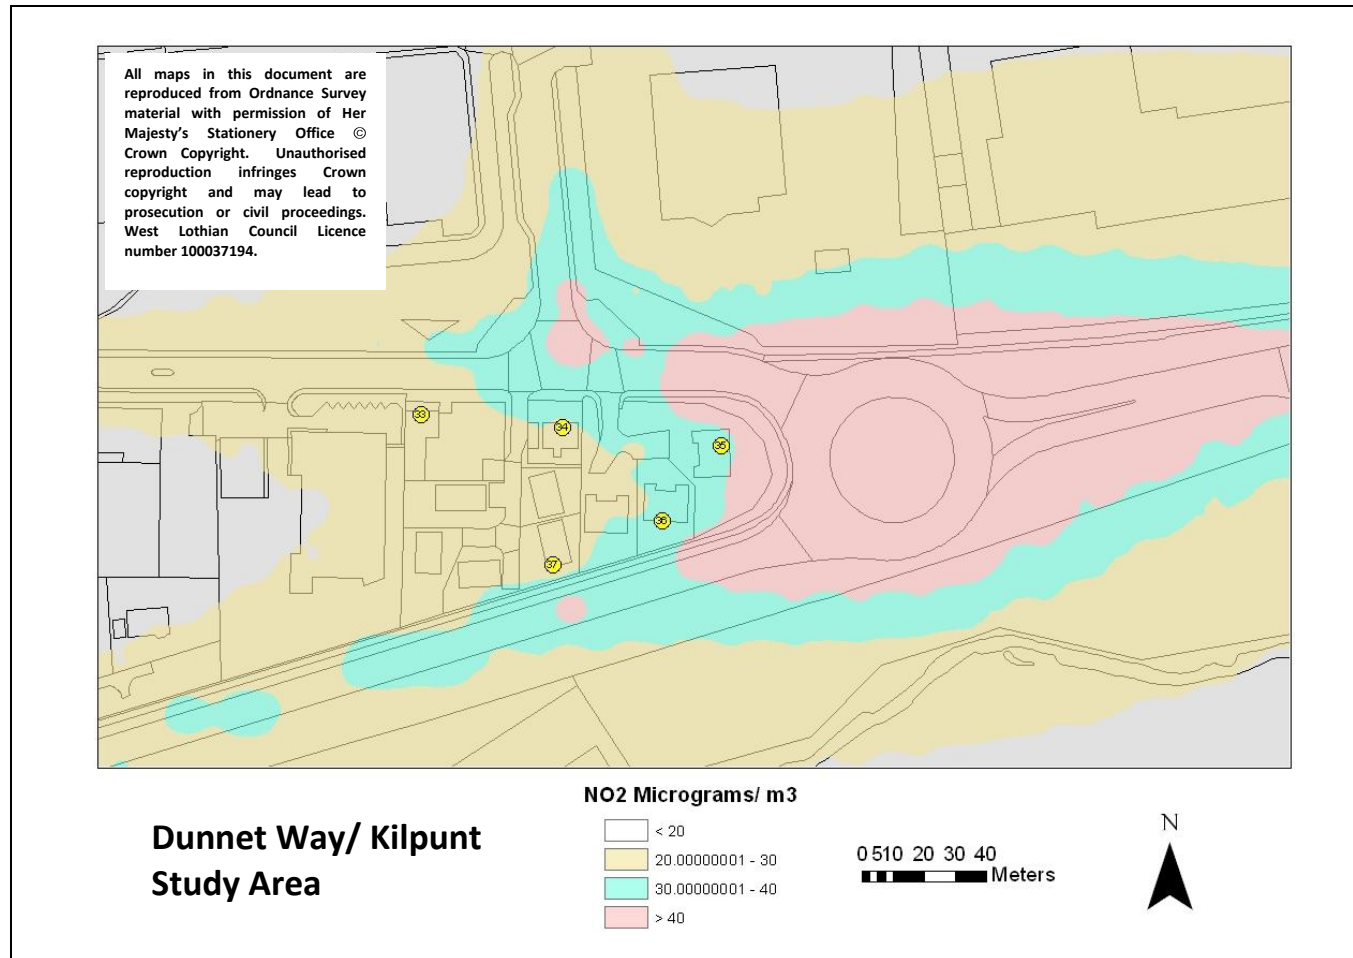 All maps in this document are
reproduced from Ordnance Survey
material with permission of Her
Majesty's Stationery Office ©
Crown Copyright. Unauthorised
reproduction infringes Crown
copyright and may lead to
prosecution or civil proceedings.
West Lothian Council Licence
number 100037194.
33
34
35
36
37
Dunnet Way/ Kilpunt
Study Area
NO2 Micrograms/ m3
< 20
20.00000001 - 30
30.00000001 - 40
> 40
0 510 20 30 40
Meters
N